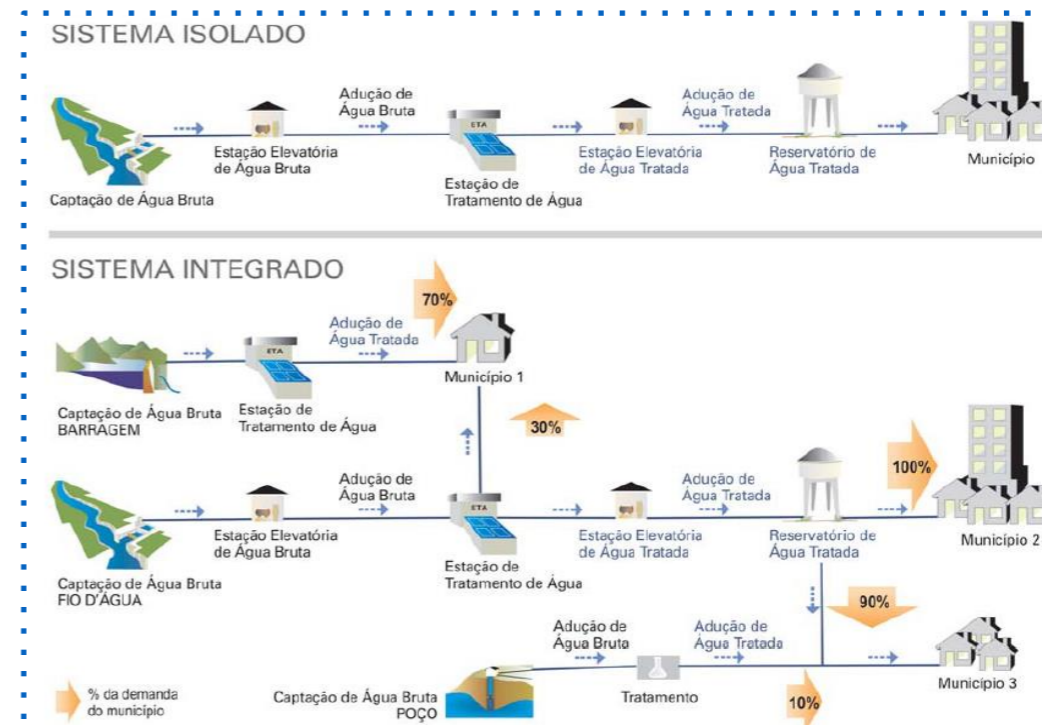 SISTEMA ISOLADO
Captação de Água Bruta
Estação Elevatória
de Água Bruta
Adução de
Água Bruta
ETA
Estação de
Tratamento de Água
Estação Elevatória
de Água Tratada
Adução de
Água Tratada
Reservatório de
Água Tratada
Município
SISTEMA INTEGRADO
Captação de Água Bruta
BARRAGEM
ETA
Estação de
Tratamento de Água
Adução de
Água Tratada
70%
Município 1
30%
Captação de Água Bruta
FIO D'ÁGUA
Estação Elevatória
de Água Bruta
Adução de
Água Bruta
ETA
Estação de
Tratamento de Água
Estação Elevatória
de Água Tratada
Adução de
Água Tratada
Reservatório de
Água Tratada
100%
Município 2
90%
Captação de Água Bruta
POÇO
Adução de
Água Bruta
Tratamento
Adução de
Água Tratada
10%
Município 3
% da demanda
do município